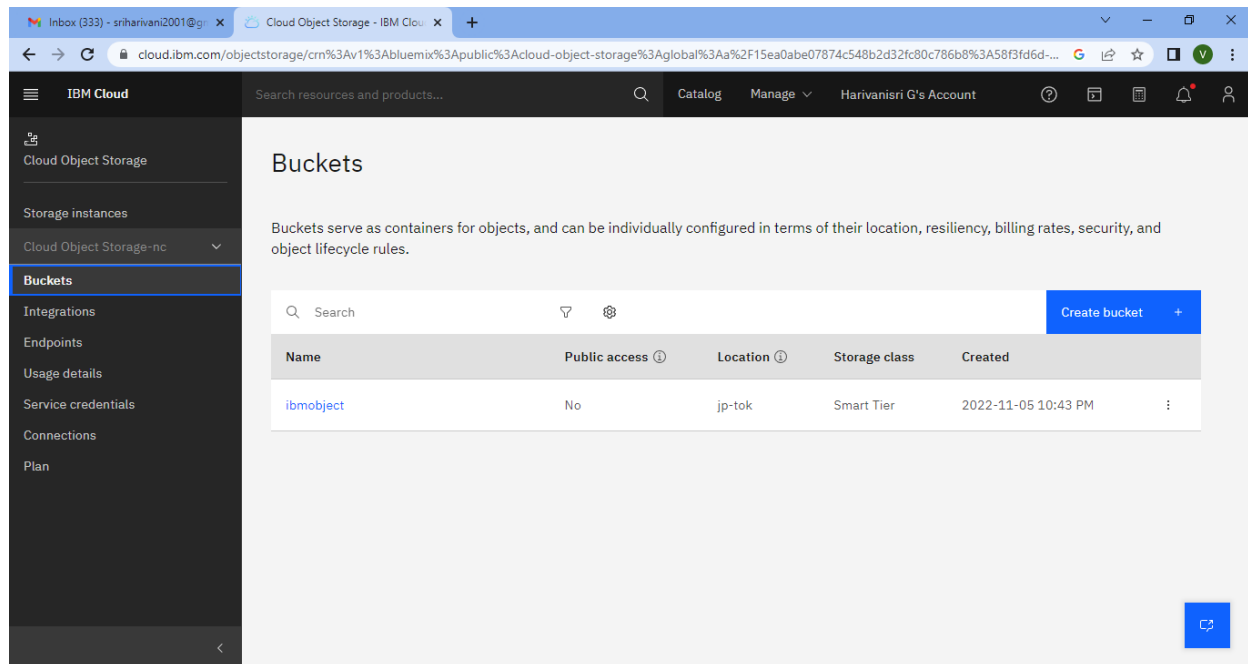 Inbox (333) - sriharivani2001@gm
Cloud Object Storage - IBM Clou
cloud.ibm.com/objectstorage/crn%3Av1%3Abluemix%3Apublic%3Acloud-object-storage%3Aglobal%3Aa%2F15ea0abe07874c548b2d32fc80c786b8%3A58f3fd6d-...
G
V
IBM Cloud
Search resources and products...
Catalog
Manage
Harivanisri G's Account
Cloud Object Storage
Storage instances
Cloud Object Storage-nc
Buckets
Integrations
Endpoints
Usage details
Service credentials
Connections
Plan
Buckets
Buckets serve as containers for objects, and can be individually configured in terms of their location, resiliency, billing rates, security, and
object lifecycle rules.
Search
Create bucket +
Name Public access Location Storage class Created
ibmobject No jp-tok Smart Tier 2022-11-05 10:43 PM